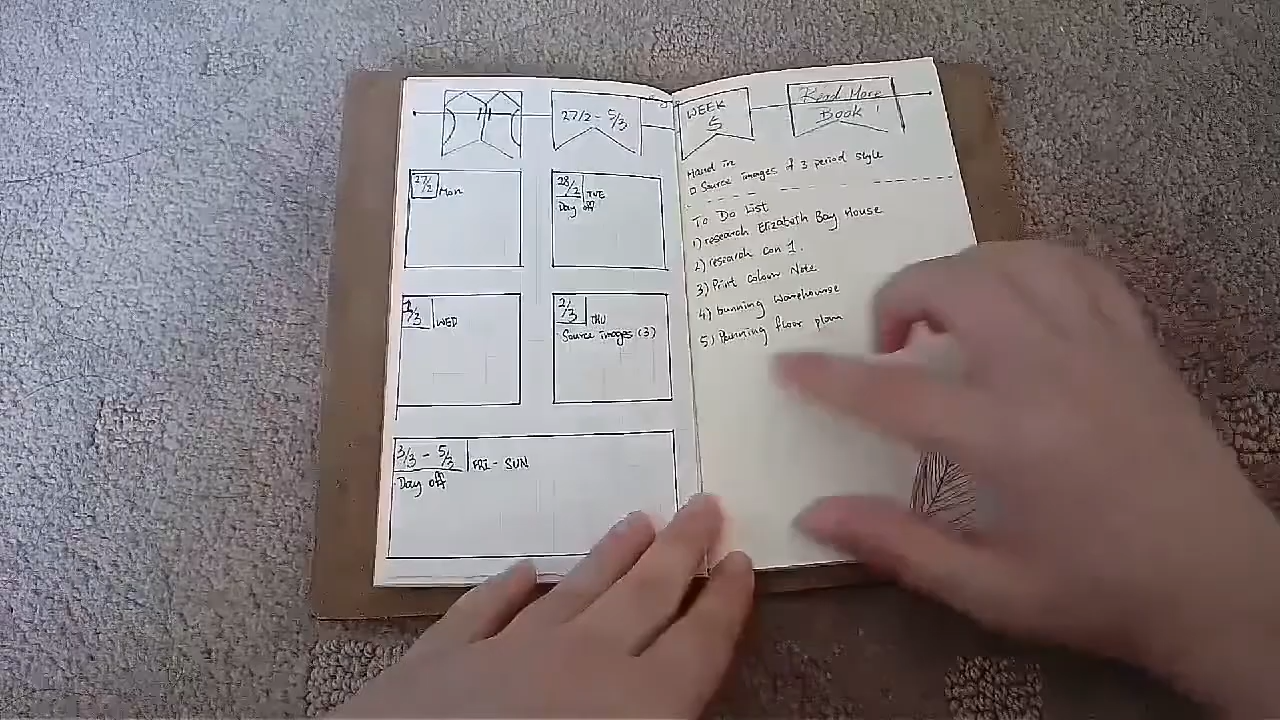 27/2 - 5/3
27/2 Mon
28/2 TUE
Day off
1/3 WED
2/3 THU
Source images (3)
3/3 - 5/3 FRI - SUN
Day off
WEEK
5
Read More
Book !
Hand in
Source images of 3 period style
To Do List
1) research Elizabeth Bay House
2) research con 1.
3) Print colour Note
4) bunning warehourse
5) Planning floor plan